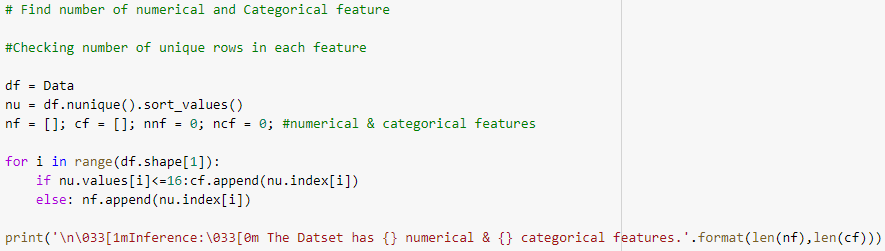 # Find number of numerical and Categorical feature
#Checking number of unique rows in each feature
df = Data
nu = df.nunique().sort_values()
nf = []; cf = []; nnf = 0; ncf = 0; #numerical & categorical features
for i in range(df.shape[1]):
    if nu.values[i]<=16:cf.append(nu.index[i])
    else: nf.append(nu.index[i])
print('\n\033[1mInference:\033[0m The Datset has {} numerical & {} categorical features.'.format(len(nf),len(cf)))